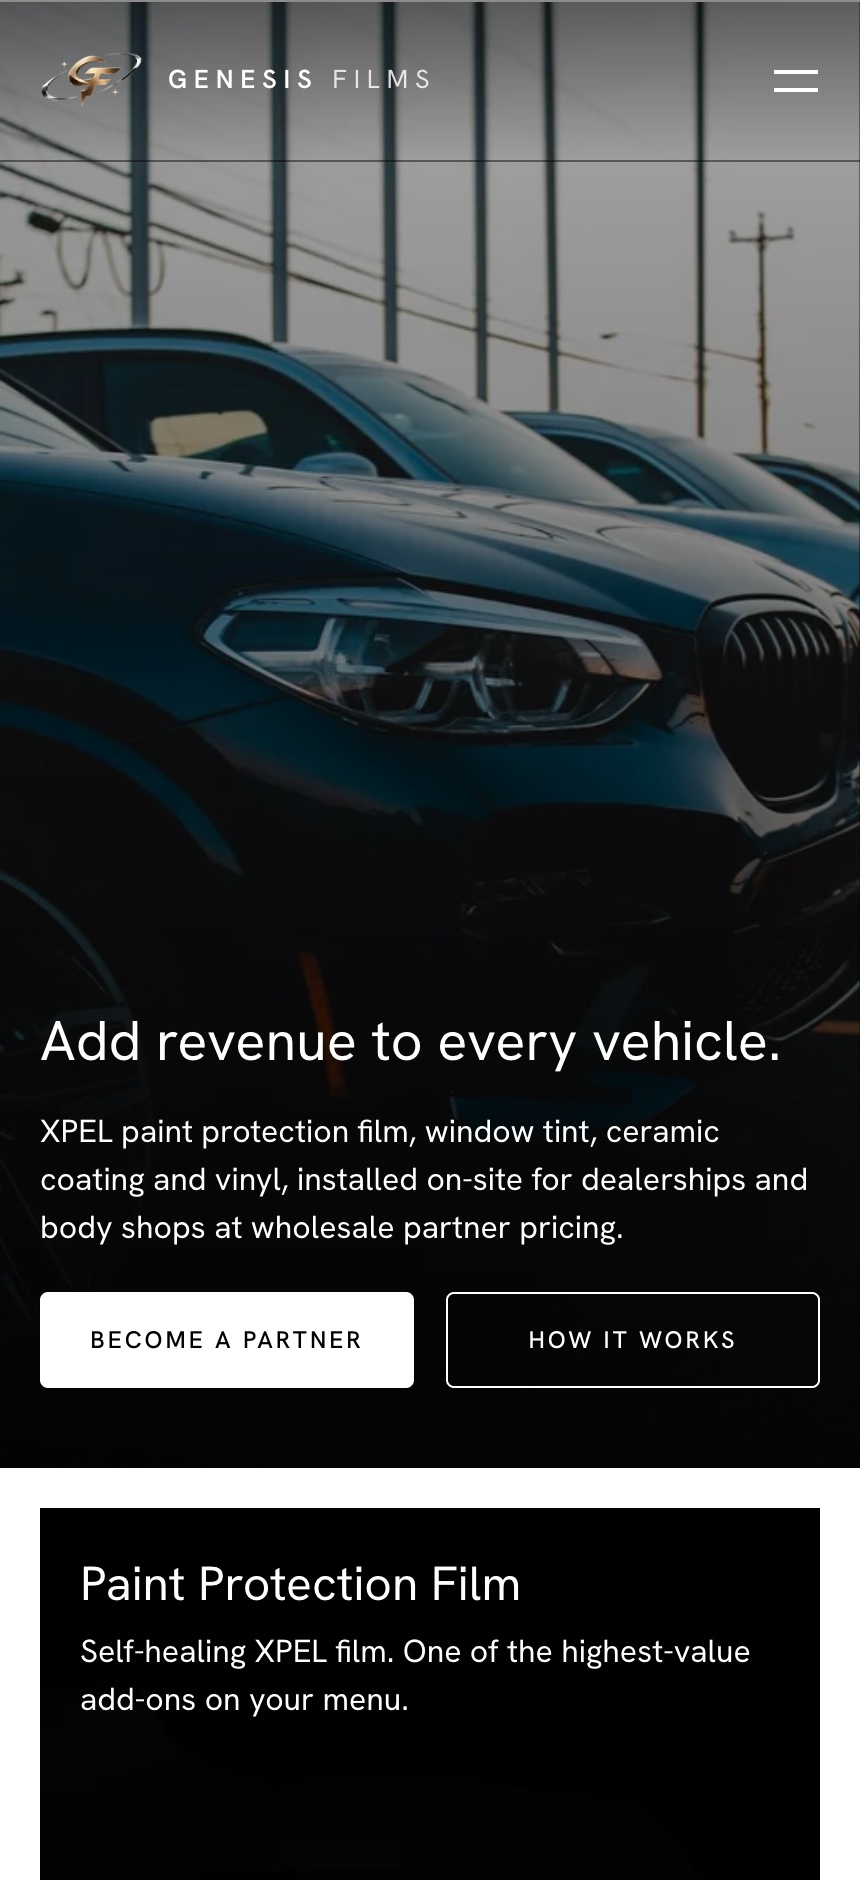 GF GENESIS FILMS
Add revenue to every vehicle.
XPEL paint protection film, window tint, ceramic
coating and vinyl, installed on-site for dealerships and
body shops at wholesale partner pricing.
BECOME A PARTNER HOW IT WORKS
Paint Protection Film
Self-healing XPEL film. One of the highest-value
add-ons on your menu.